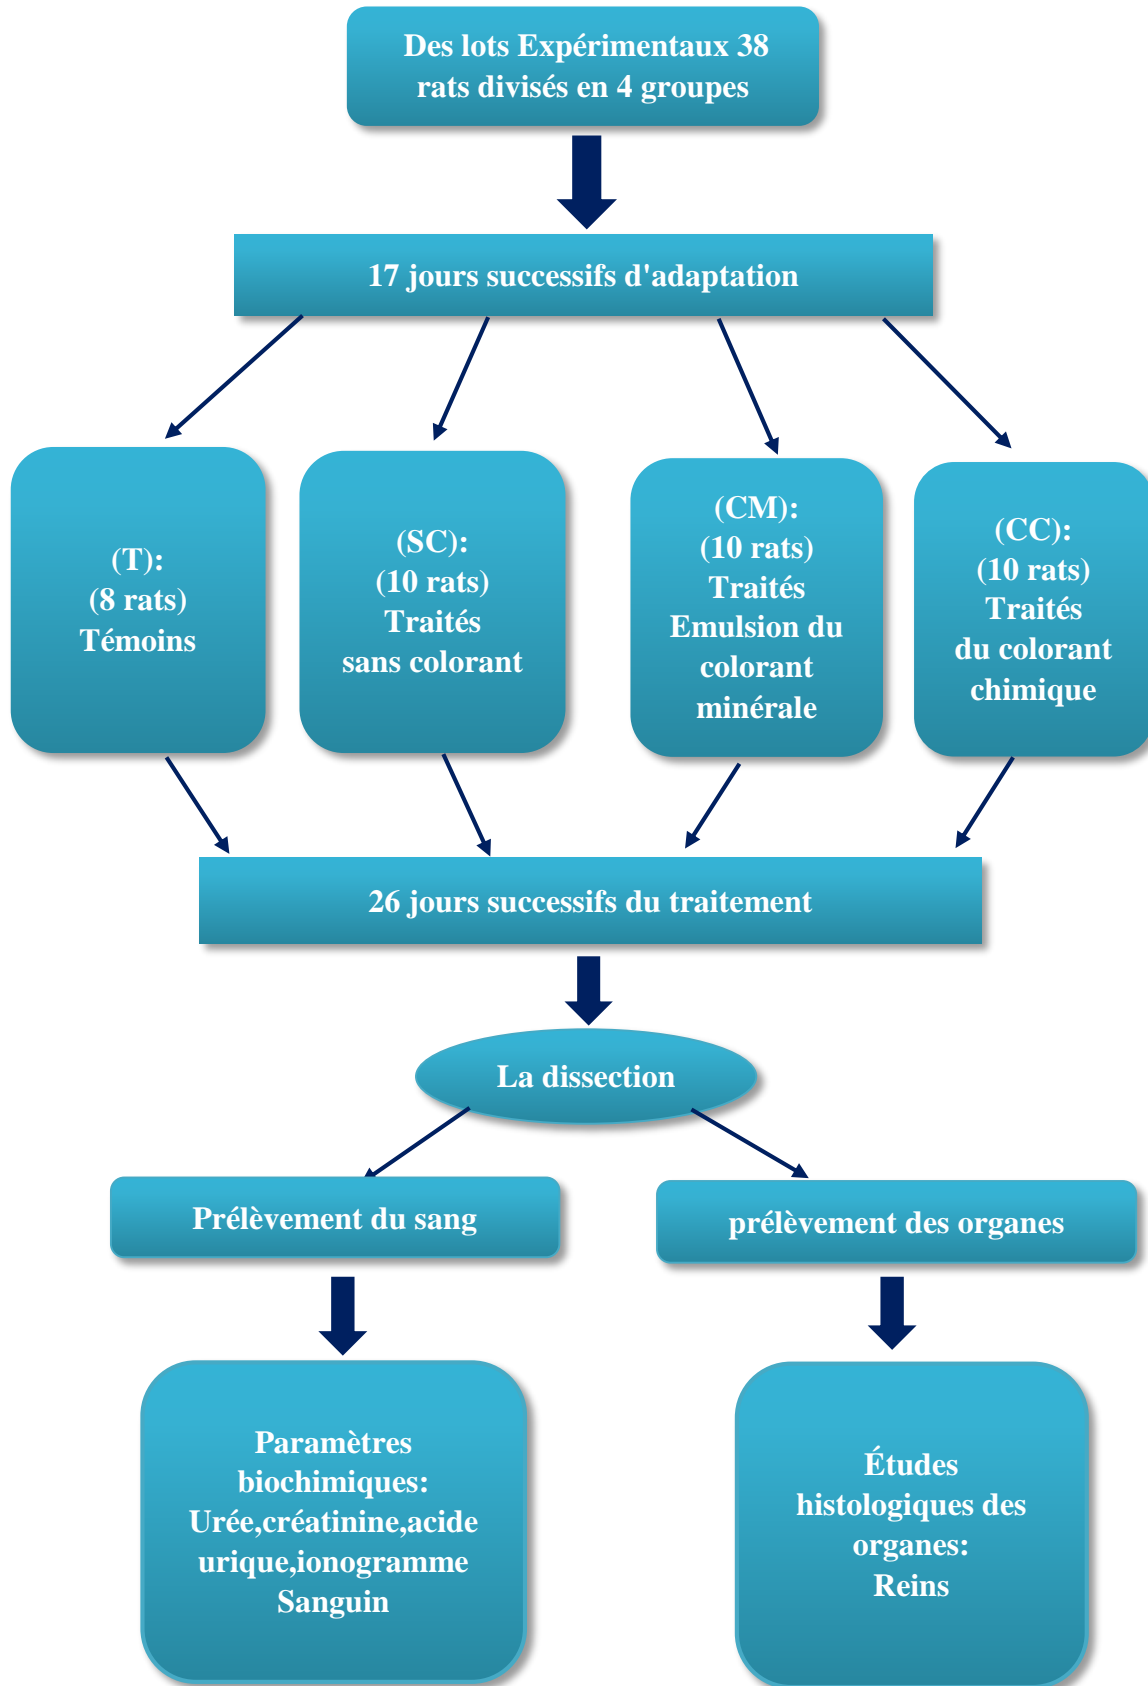 Des lots Expérimentaux 38
rats divisés en 4 groupes
17 jours successifs d'adaptation
(T):
(8 rats)
Témoins
(SC):
(10 rats)
Traités
sans colorant
(CM):
(10 rats)
Traités
Emulsion du
colorant
minérale
(CC):
(10 rats)
Traités
du colorant
chimique
26 jours successifs du traitement
La dissection
Prélèvement du sang
prélèvement des organes
Paramètres
biochimiques:
Urée,créatinine,acide
urique,ionogramme
Sanguin
Études
histologiques des
organes:
Reins